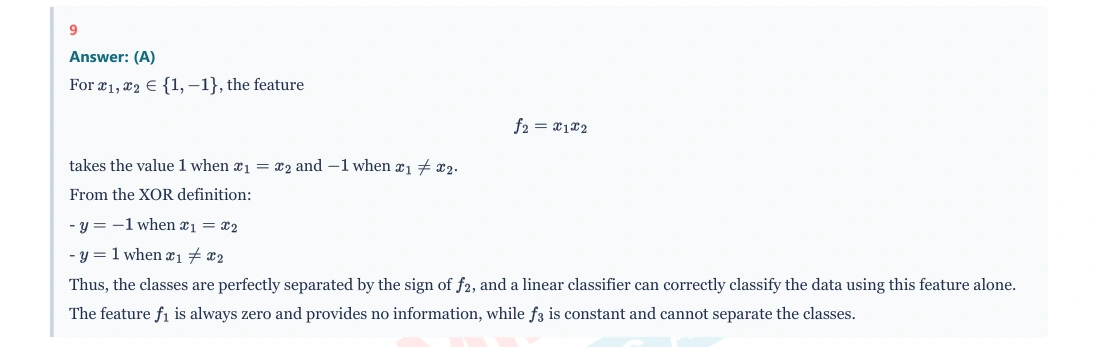 9
Answer: (A)
For x₁, x₂ ∈ {1, −1}, the feature
f₂ = x₁x₂
takes the value 1 when x₁ = x₂ and −1 when x₁ ≠ x₂.
From the XOR definition:
- y = −1 when x₁ = x₂
- y = 1 when x₁ ≠ x₂
Thus, the classes are perfectly separated by the sign of f₂, and a linear classifier can correctly classify the data using this feature alone.
The feature f₁ is always zero and provides no information, while f₃ is constant and cannot separate the classes.